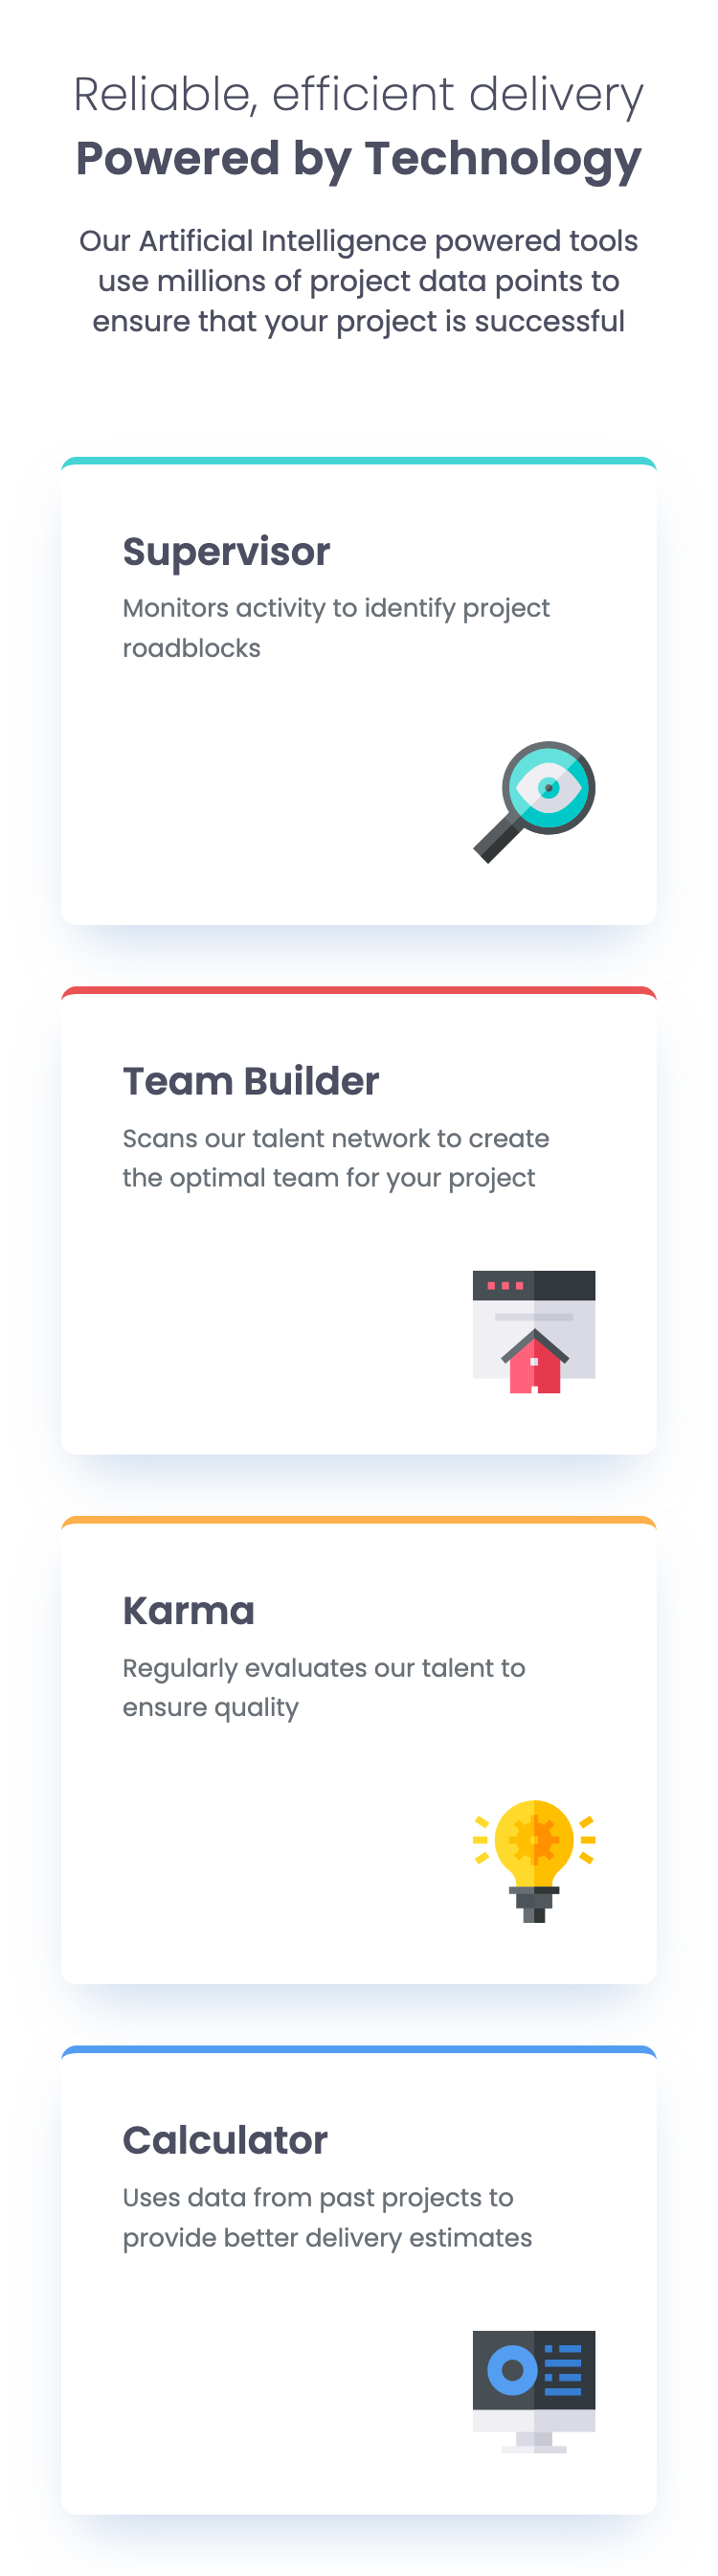 Reliable, efficient delivery
Powered by Technology
Our Artificial Intelligence powered tools
use millions of project data points to
ensure that your project is successful
Supervisor
Monitors activity to identify project
roadblocks
Team Builder
Scans our talent network to create
the optimal team for your project
Karma
Regularly evaluates our talent to
ensure quality
Calculator
Uses data from past projects to
provide better delivery estimates